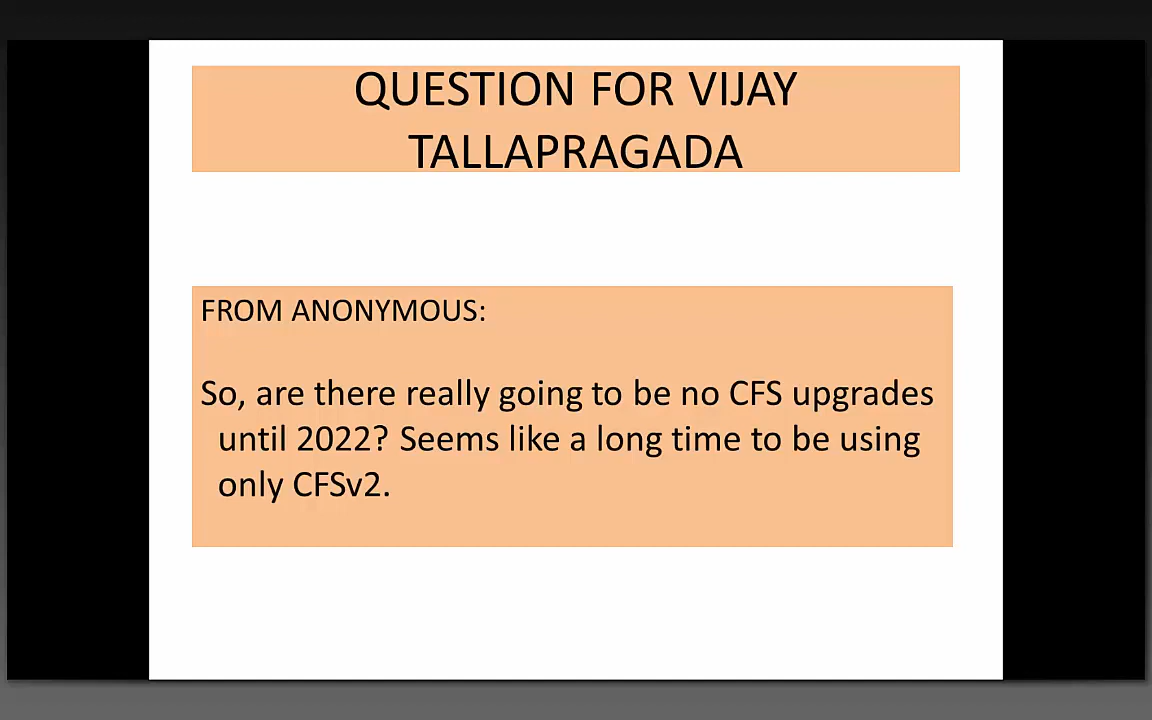 QUESTION FOR VIJAY
TALLAPRAGADA
FROM ANONYMOUS:
So, are there really going to be no CFS upgrades
until 2022? Seems like a long time to be using
only CFSv2.